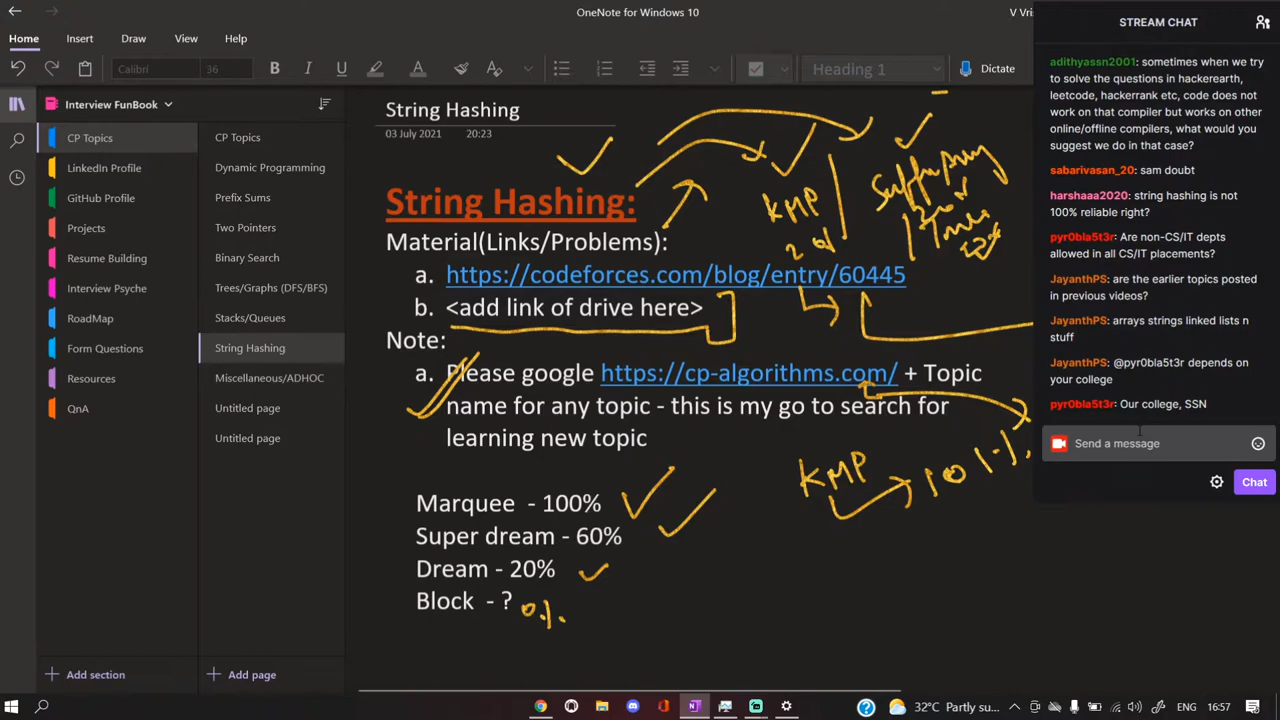 OneNote for Windows 10
V Vri
Home
Insert
Draw
View
Help
Calibri
36
B
I
U
A
Heading 1
Dictate
Interview FunBook
CP Topics
LinkedIn Profile
GitHub Profile
Projects
Resume Building
Interview Psyche
RoadMap
Form Questions
Resources
QnA
Add section
CP Topics
Dynamic Programming
Prefix Sums
Two Pointers
Binary Search
Trees/Graphs (DFS/BFS)
Stacks/Queues
String Hashing
Miscellaneous/ADHOC
Untitled page
Untitled page
Add page
String Hashing
03 July 2021 20:23
String Hashing:
Material(Links/Problems):
a. https://codeforces.com/blog/entry/60445
b. <add link of drive here>
Note:
a. Please google https://cp-algorithms.com/ + Topic
name for any topic - this is my go to search for
learning new topic
Marquee - 100%
Super dream - 60%
Dream - 20%
Block - ? 0%.
KMP
KMP
STREAM CHAT
adithyassn2001: sometimes when we try
to solve the questions in hackerearth,
leetcode, hackerrank etc, code does not
work on that compiler but works on other
online/offline compilers, what would you
suggest we do in that case?
sabarivasan_20: sam doubt
harshaaa2020: string hashing is not
100% reliable right?
pyr0bla5t3r: Are non-CS/IT depts
allowed in all CS/IT placements?
JayanthPS: are the earlier topics posted
in previous videos?
JayanthPS: arrays strings linked lists n
stuff
JayanthPS: @pyr0bla5t3r depends on
your college
pyr0bla5t3r: Our college, SSN
Send a message
Chat
32°C Partly su...
ENG
16:57